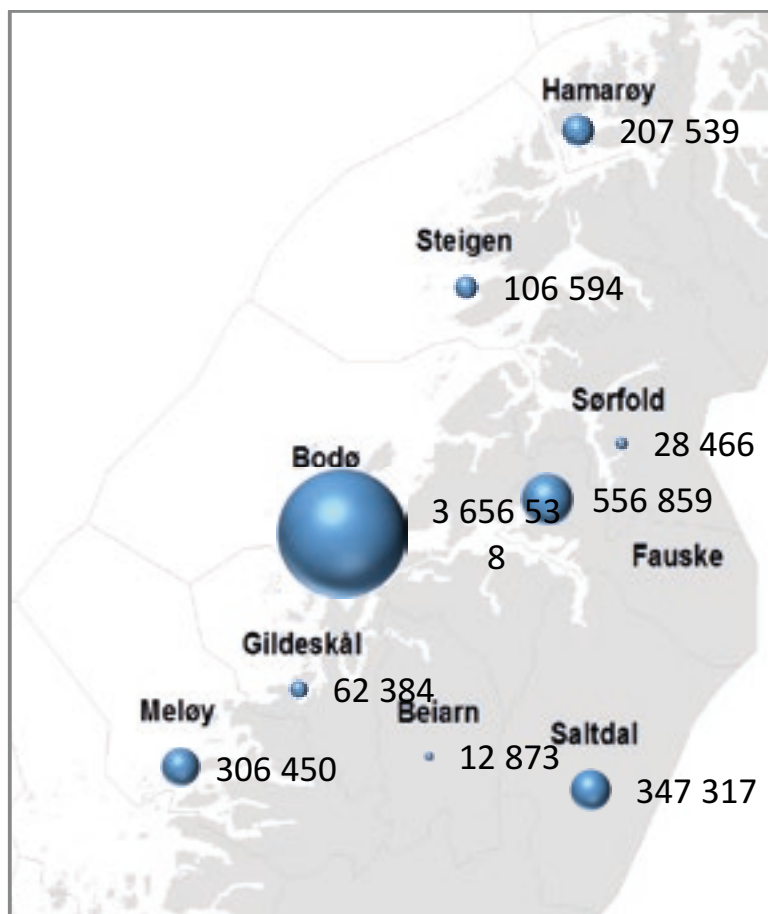 Hamarøy
207 539
Steigen
106 594
Sørfold
28 466
Bodø
3 656 53
8
556 859
Fauske
Gildeskål
62 384
Meløy
306 450
Beiarn
12 873
Saltdal
347 317